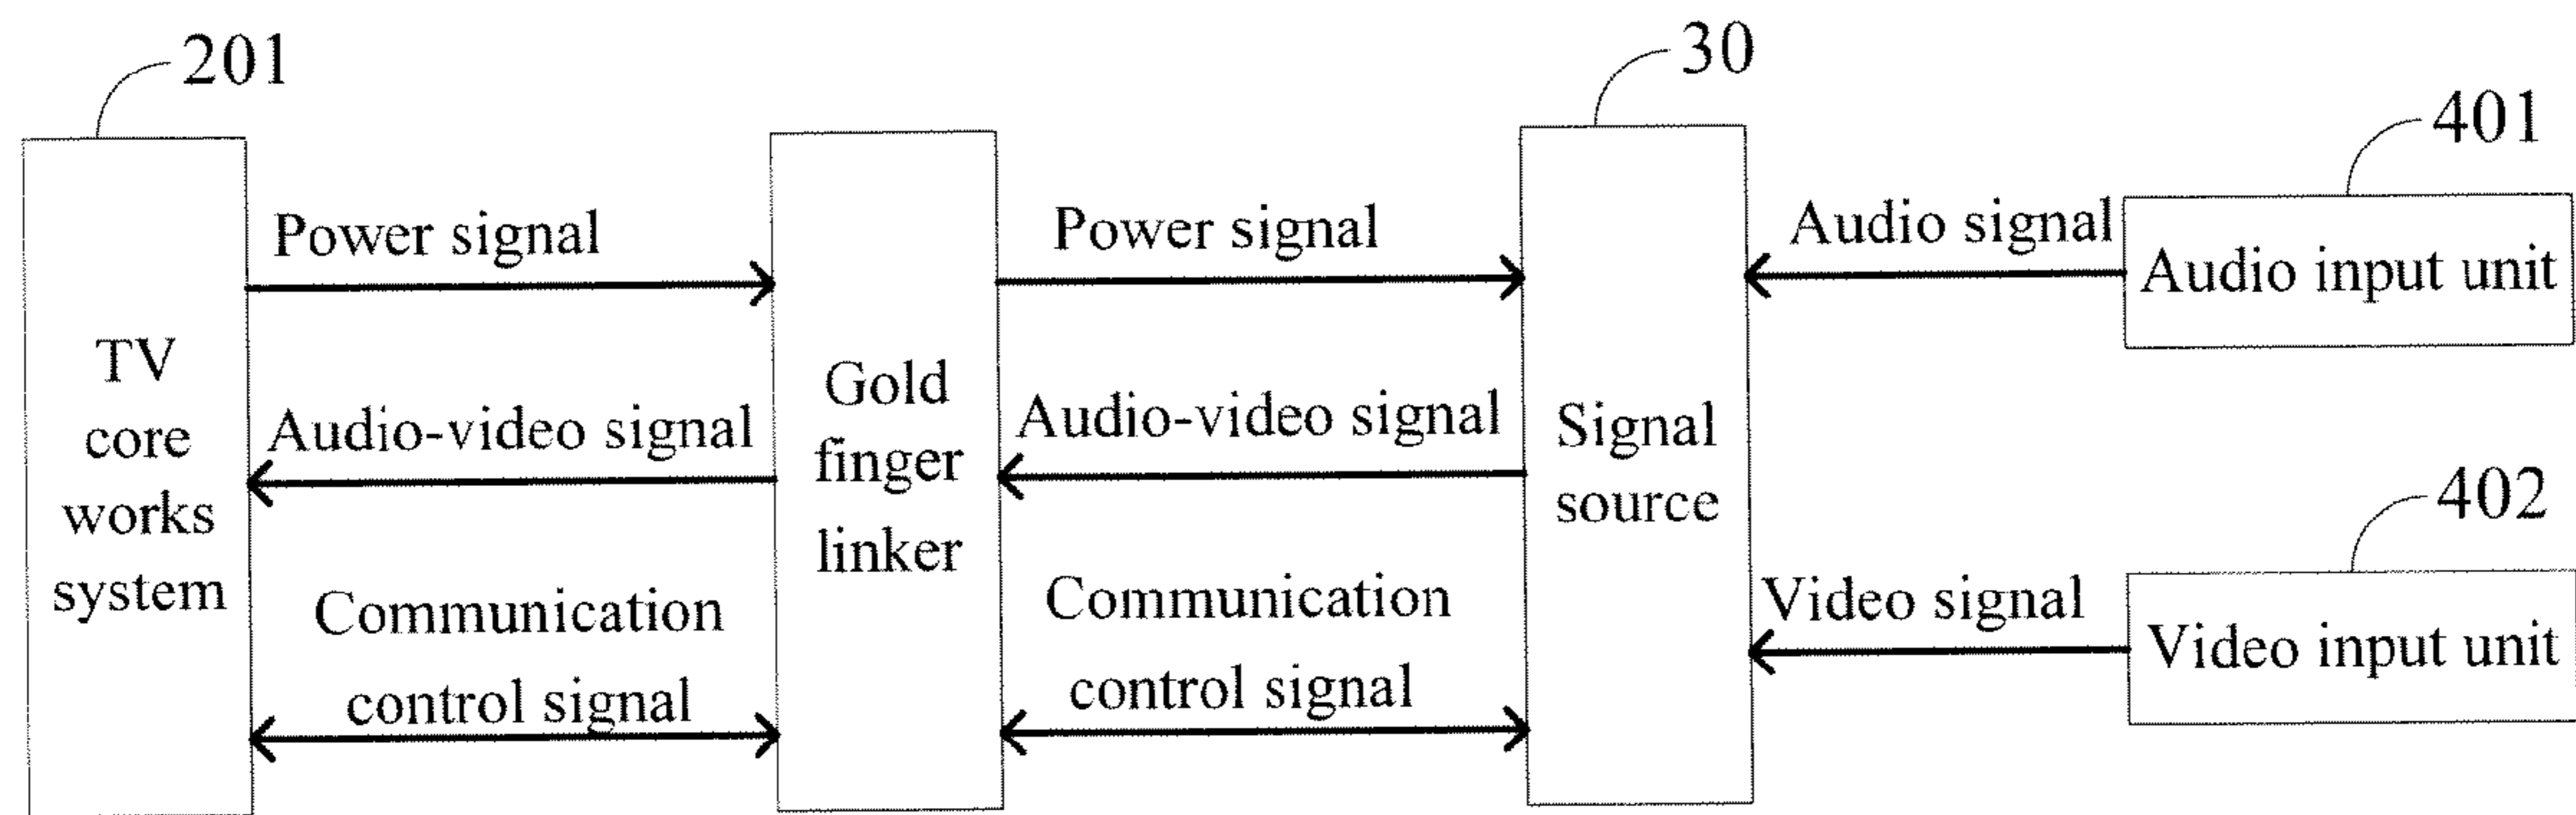 201
30
401
402
TV
core
works
system
Power signal
Audio-video signal
Communication
control signal
Gold
finger
linker
Power signal
Audio-video signal
Communication
control signal
Signal
source
Audio signal
Audio input unit
Video signal
Video input unit